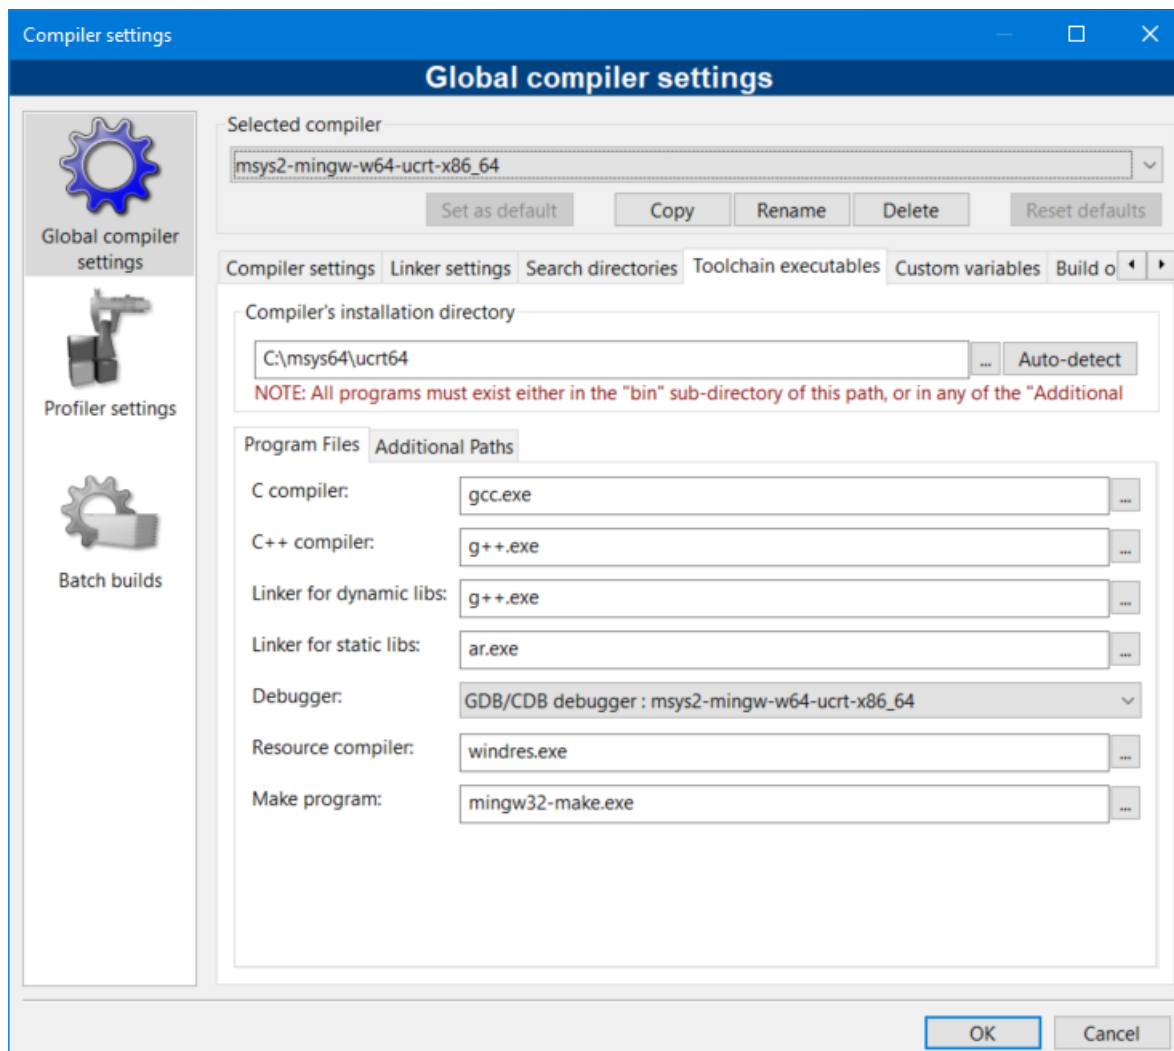 Compiler settings
Global compiler settings
Global compiler
settings
Profiler settings
Batch builds
Selected compiler
msys2-mingw-w64-ucrt-x86_64
Set as default Copy Rename Delete Reset defaults
Compiler settings Linker settings Search directories Toolchain executables Custom variables Build o
Compiler's installation directory
C:\msys64\ucrt64 ... Auto-detect
NOTE: All programs must exist either in the "bin" sub-directory of this path, or in any of the "Additional
Program Files Additional Paths
C compiler: gcc.exe ...
C++ compiler: g++.exe ...
Linker for dynamic libs: g++.exe ...
Linker for static libs: ar.exe ...
Debugger: GDB/CDB debugger : msys2-mingw-w64-ucrt-x86_64
Resource compiler: windres.exe ...
Make program: mingw32-make.exe ...
OK Cancel